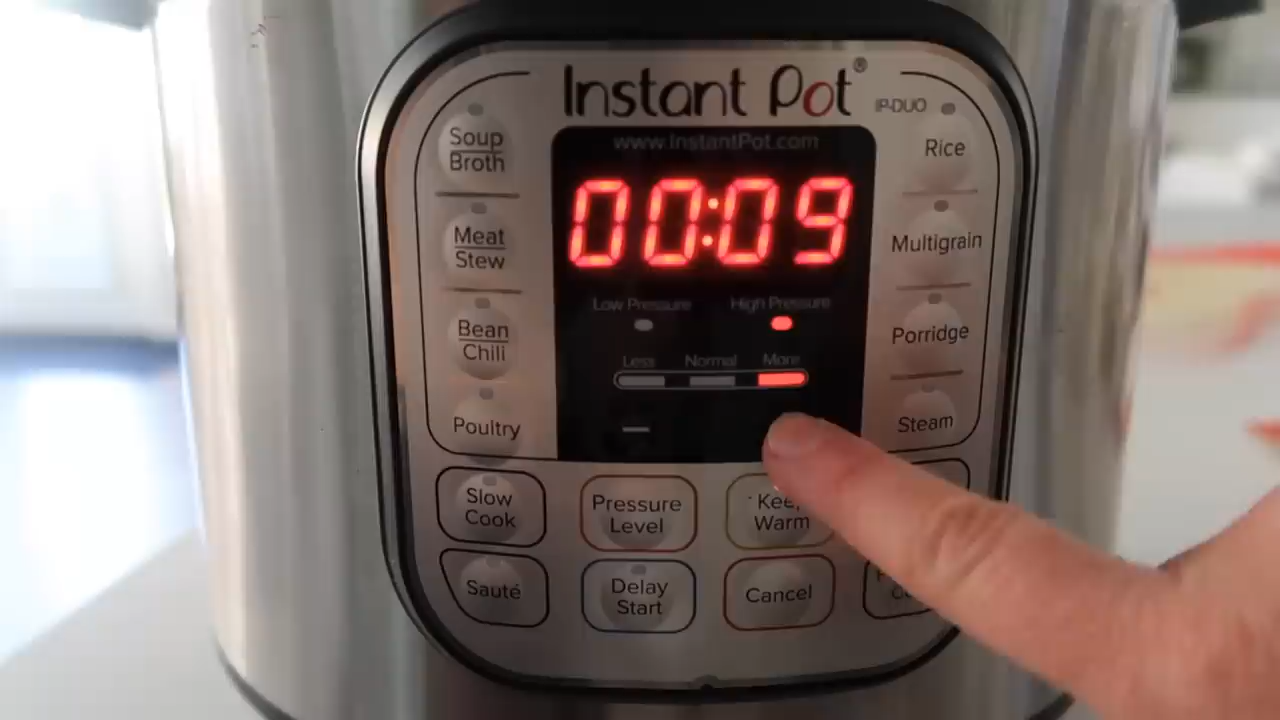 Instant Pot®
IP-DUO
www.InstantPot.com
00:09
Low Pressure
High Pressure
Less
Normal
More
–
Soup
Broth
Meat
Stew
Bean
Chili
Poultry
Rice
Multigrain
Porridge
Steam
Slow
Cook
Pressure
Level
Warm
Sauté
Delay
Start
Cancel